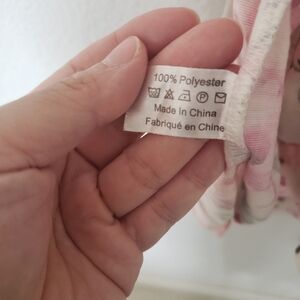 100% Polyester
Made in China
Fabriqué en Chine